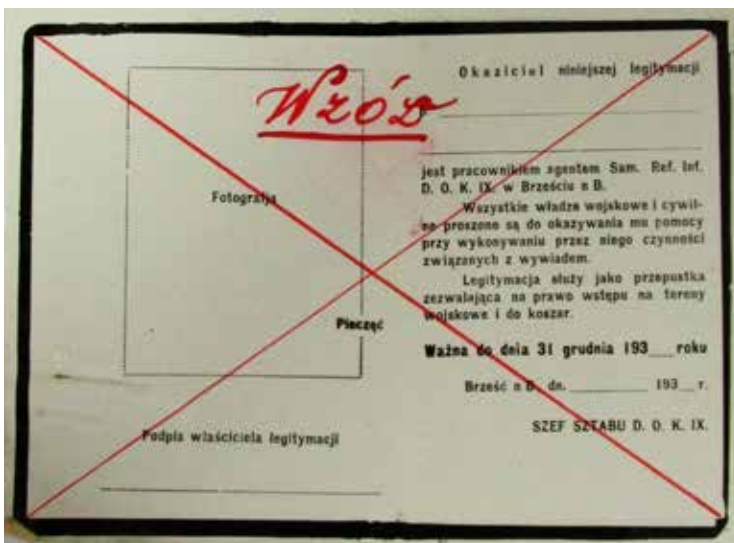 Wzór
Fotografja
Pieczęć
Podpis właściciela legitymacji
Okaziciel niniejszej legitymacji
jest pracownikiem agentem Sam. Ref. Inf.
D. O. K. IX. w Brześciu n B.
Wszystkie władze wojskowe i cywil-
ne proszone są do okazywania mu pomocy
przy wykonywaniu przez niego czynności
związanych z wywiadem.
Legitymacja służy jako przepustka
zezwalająca na prawo wstępu na tereny
wojskowe i do koszar.
Ważna do dnia 31 grudnia 193___ roku
Brześć n B. dn. __________ 193__ r.
SZEF SZTABU D. O. K. IX.